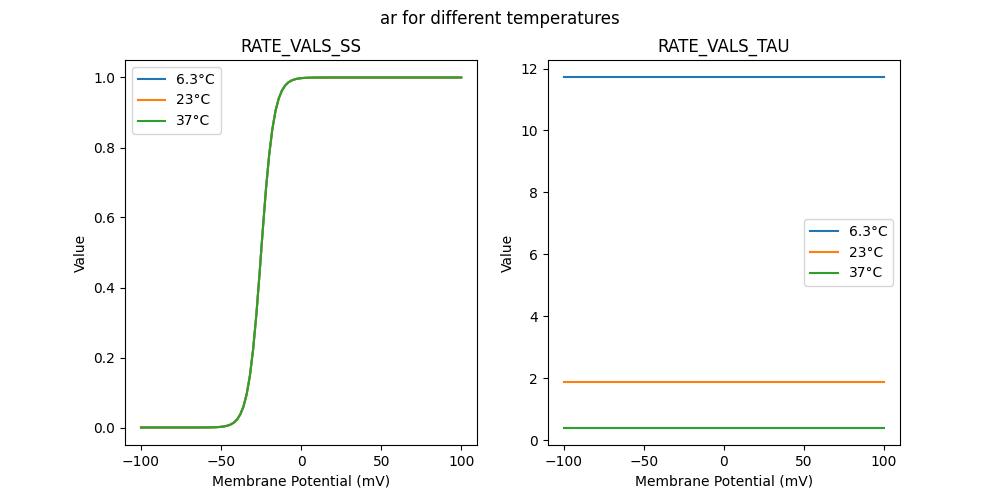 ar for different temperatures
RATE_VALS_SS
1.0
0.8
0.6
0.4
0.2
0.0
Value
6.3°C
23°C
37°C
−100
−50
0
50
100
Membrane Potential (mV)
RATE_VALS_TAU
12
10
8
6
4
2
0
Value
6.3°C
23°C
37°C
−100
−50
0
50
100
Membrane Potential (mV)